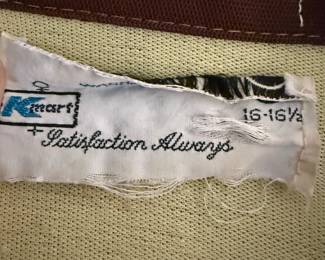 Kmart
16-16½
Satisfaction Always